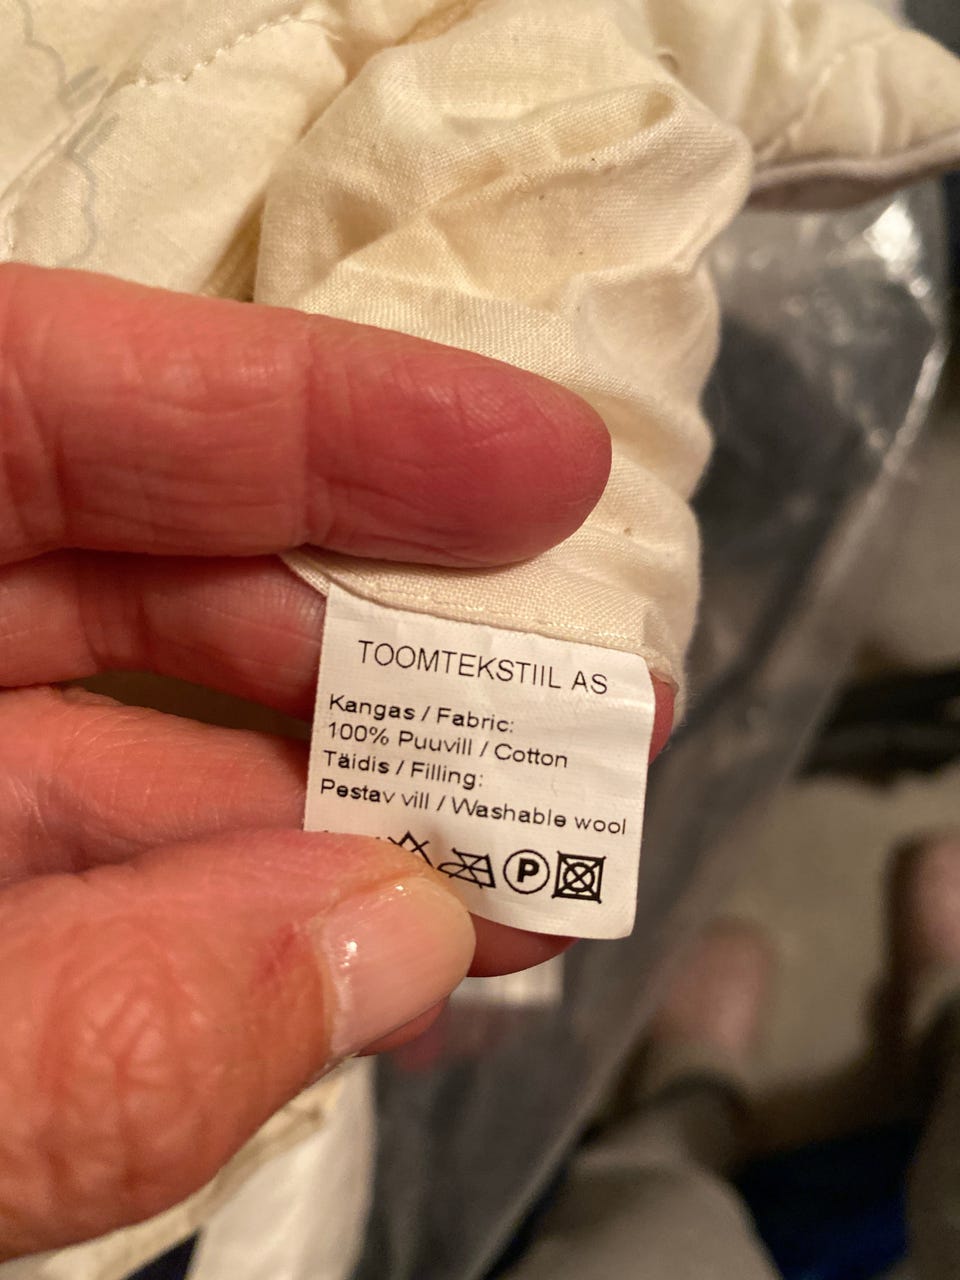 TOOMTEKSTIIL AS
Kangas / Fabric:
100% Puuvill / Cotton
Täidis / Filling:
Pestav vill / Washable wool
P